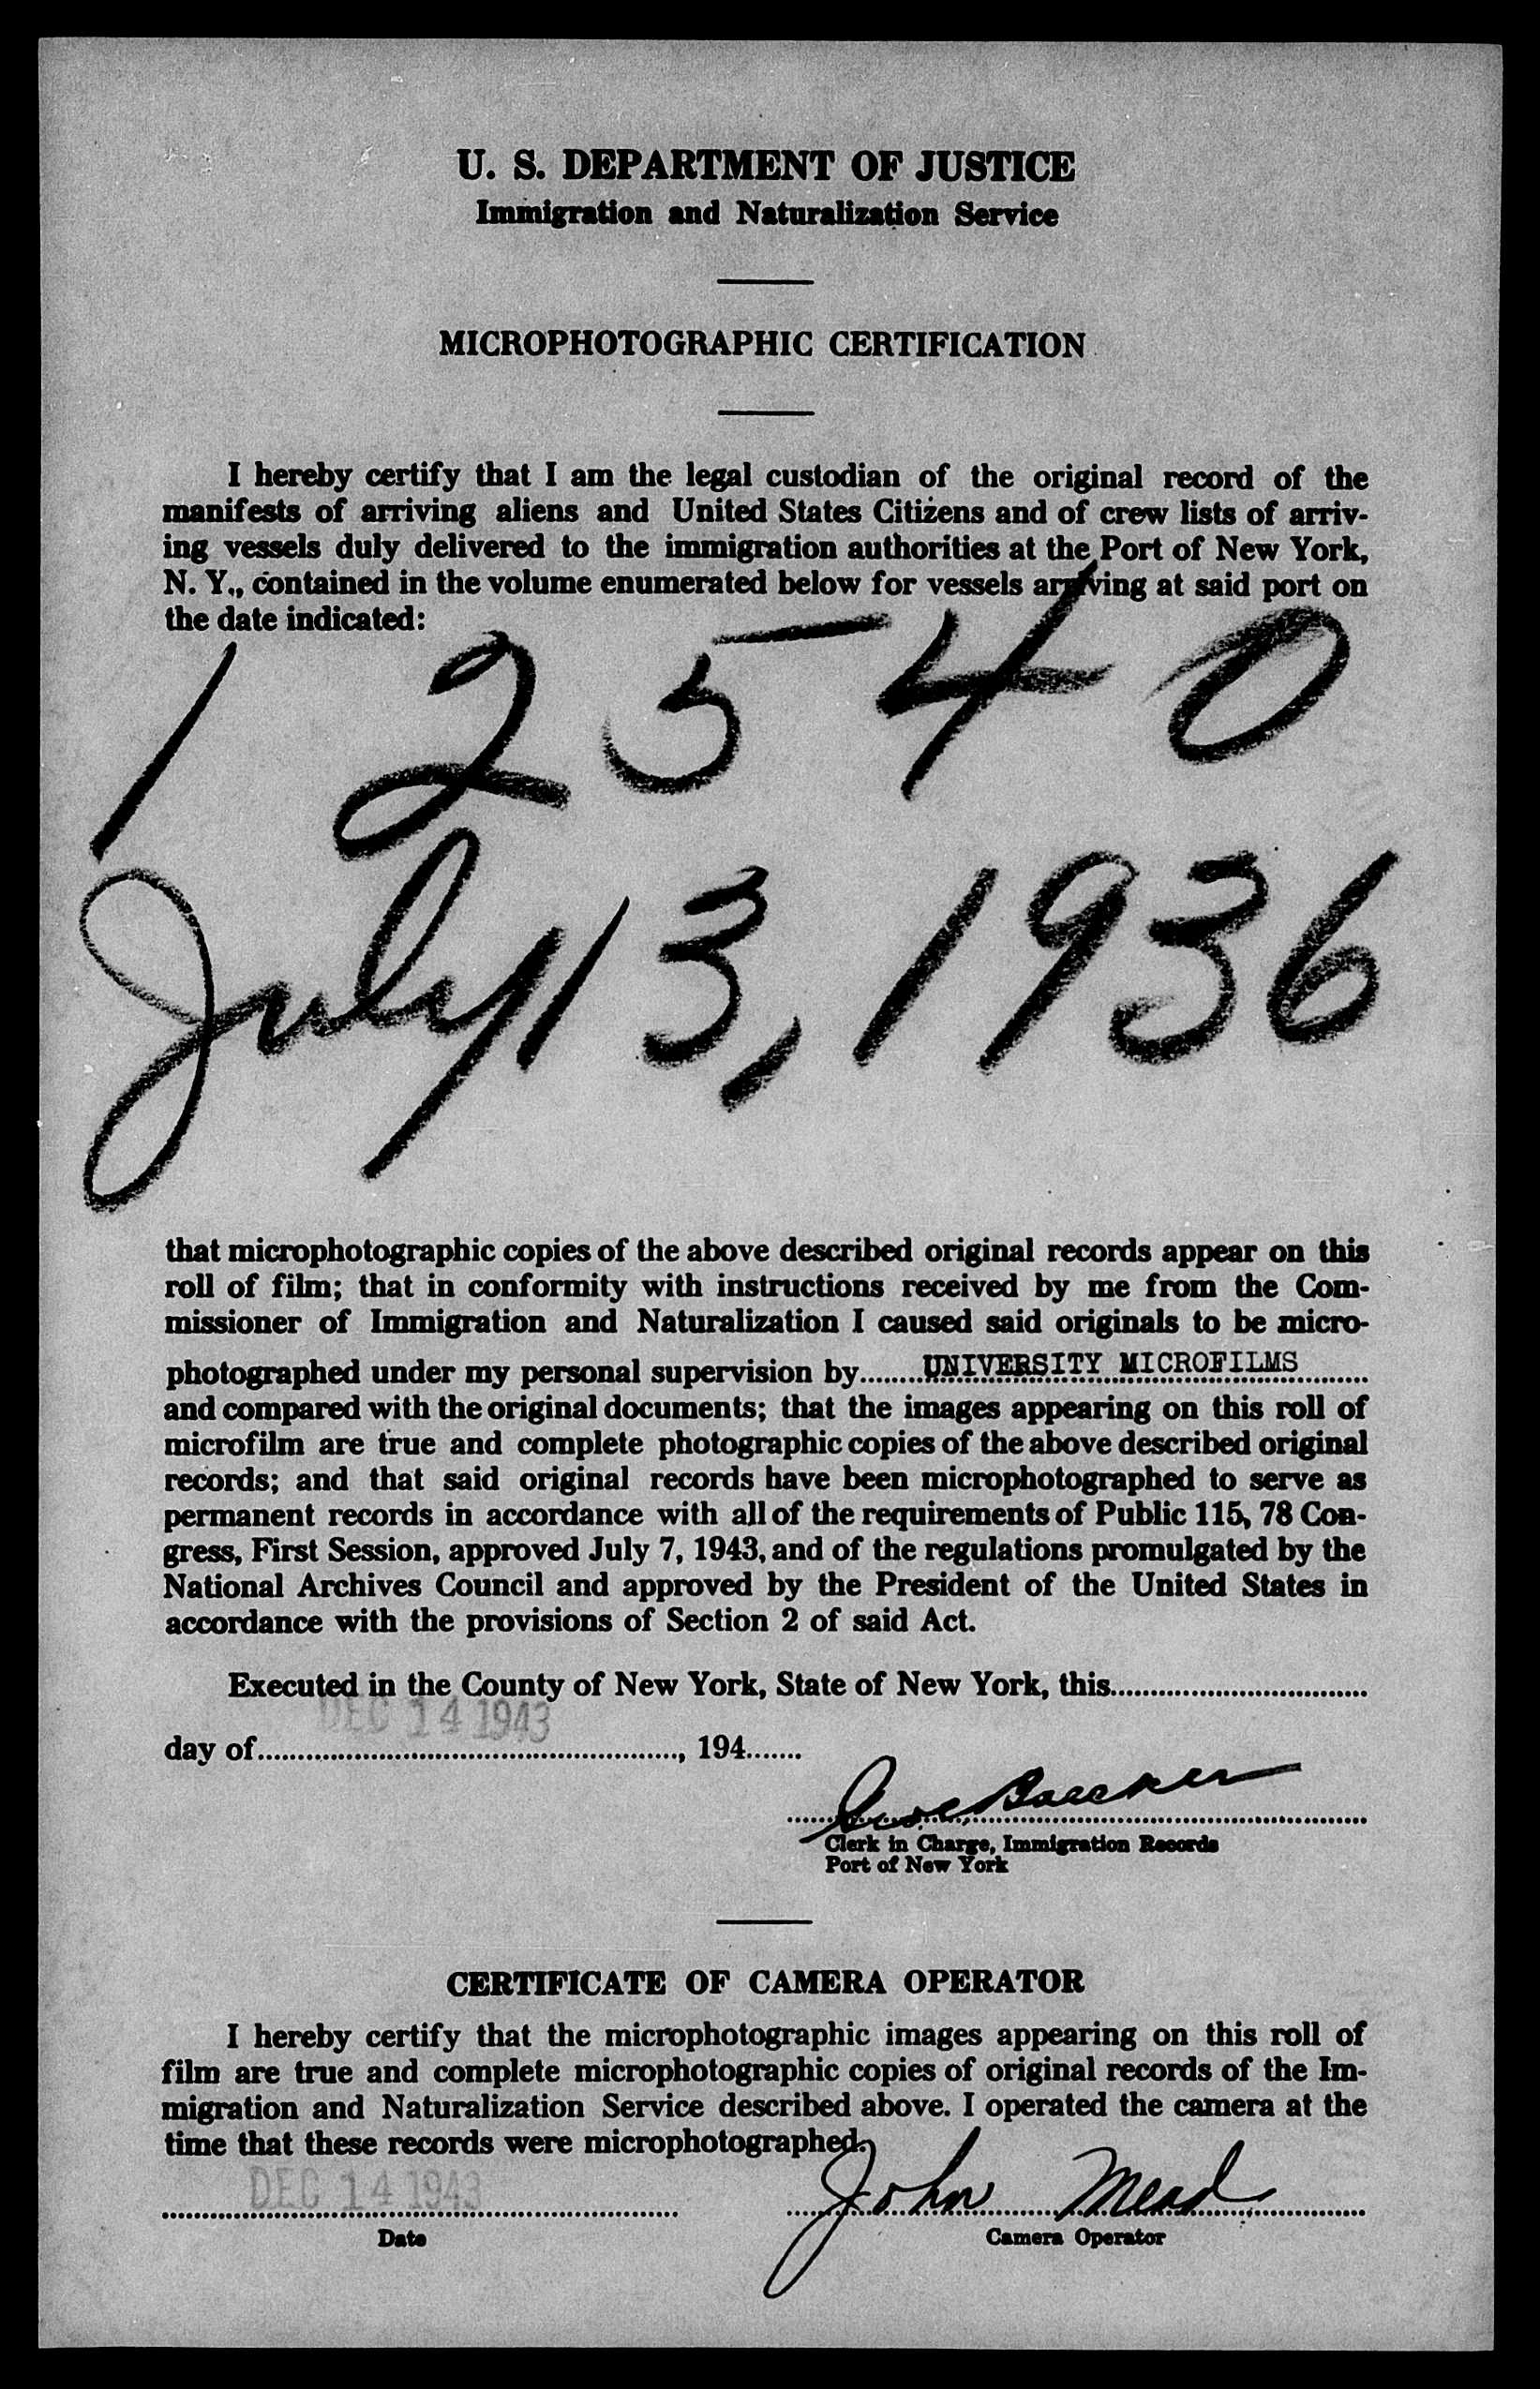 U. S. DEPARTMENT OF JUSTICE
Immigration and Naturalization Service
MICROPHOTOGRAPHIC CERTIFICATION
I hereby certify that I am the legal custodian of the original record of the
manifests of arriving aliens and United States Citizens and of crew lists of arriv-
ing vessels duly delivered to the immigration authorities at the Port of New York,
N. Y., contained in the volume enumerated below for vessels arriving at said port on
the date indicated:
12540
July 13, 1936
that microphotographic copies of the above described original records appear on this
roll of film; that in conformity with instructions received by me from the Com-
missioner of Immigration and Naturalization I caused said originals to be micro-
photographed under my personal supervision by........UNIVERSITY MICROFILMS
and compared with the original documents; that the images appearing on this roll of
microfilm are true and complete photographic copies of the above described original
records; and that said original records have been microphotographed to serve as
permanent records in accordance with all of the requirements of Public 115, 78 Con-
gress, First Session, approved July 7, 1943, and of the regulations promulgated by the
National Archives Council and approved by the President of the United States in
accordance with the provisions of Section 2 of said Act.
Executed in the County of New York, State of New York, this
DEC 14 1943
day of, 194
Clerk in Charge, Immigration Records
Port of New York
CERTIFICATE OF CAMERA OPERATOR
I hereby certify that the microphotographic images appearing on this roll of
film are true and complete microphotographic copies of original records of the Im-
migration and Naturalization Service described above. I operated the camera at the
time that these records were microphotographed.
DEC 14 1943 John Mead
Date Camera Operator